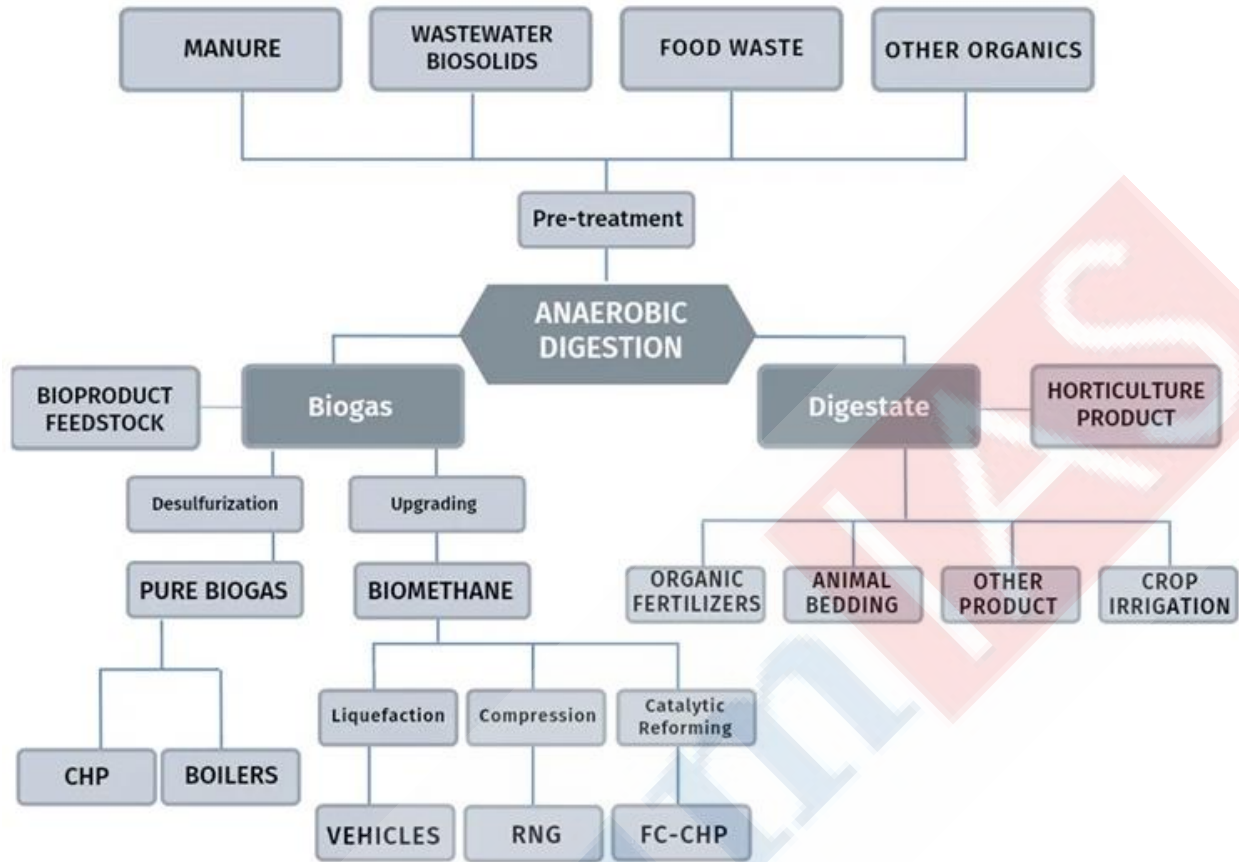 MANURE
WASTEWATER
BIOSOLIDS
FOOD WASTE
OTHER ORGANICS
Pre-treatment
ANAEROBIC
DIGESTION
BIOPRODUCT
FEEDSTOCK
Biogas
Digestate
HORTICULTURE
PRODUCT
Desulfurization
Upgrading
PURE BIOGAS
BIOMETHANE
ORGANIC
FERTILIZERS
ANIMAL
BEDDING
OTHER
PRODUCT
CROP
IRRIGATION
Liquefaction
Compression
Catalytic
Reforming
CHP
BOILERS
VEHICLES
RNG
FC-CHP
mIAS